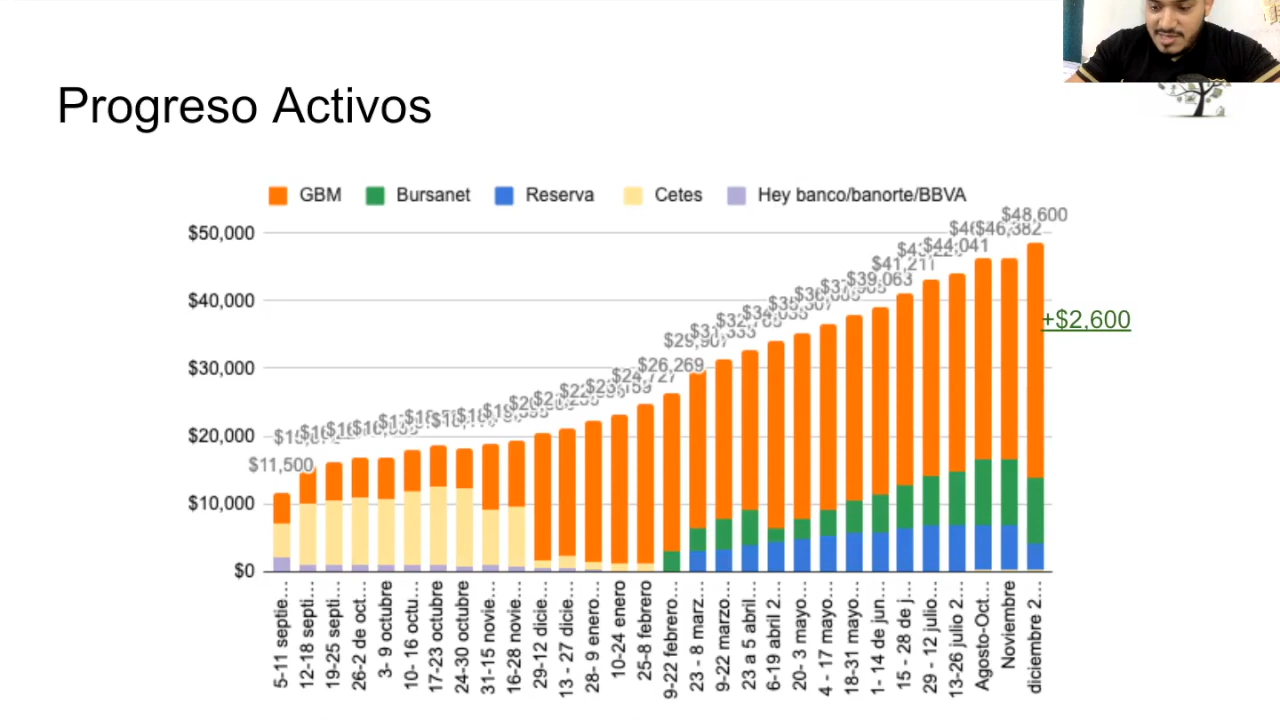 Progreso Activos
GBM Bursanet Reserva Cetes Hey banco/banorte/BBVA
$48,600
$46,382
$44,041
$41,211
$39,063
$26,269
$24,727
$11,500
$50,000
$40,000
$30,000
$20,000
$10,000
$0
+$2,600
5-11 septie…
12-18 septi…
19-25 septi…
26-2 de oct…
3- 9 octubre
10- 16 octu…
17-23 octubre
24-30 octubre
31-15 novie…
16-28 novie…
29-12 dicie…
13 - 27 dicie…
28- 9 enero…
10-24 enero
25-8 febrero
9-22 febrero…
23 - 8 marz…
9-22 marzo…
23 a 5 abril…
6-19 abril 2…
20- 3 mayo…
4 - 17 mayo…
18-31 mayo…
1- 14 de jun…
15 - 28 de j…
29 - 12 julio…
13-26 julio 2…
Agosto-Oct…
Noviembre
diciembre 2…